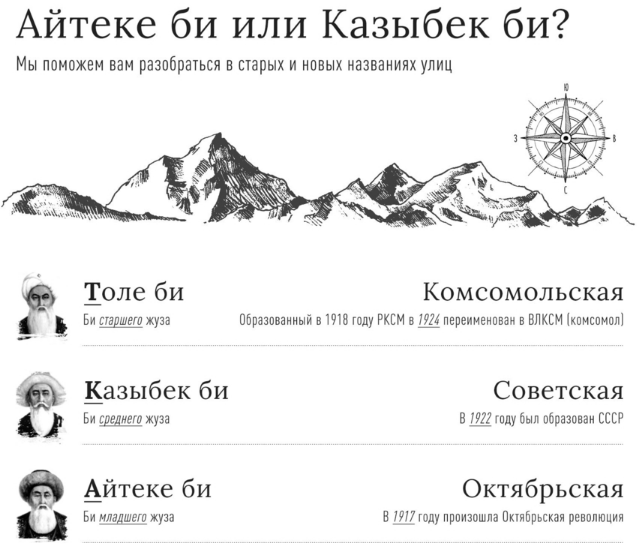 Айтеке би или Казыбек би?
Мы поможем вам разобраться в старых и новых названиях улиц
Ю
З В
С
Толе би Комсомольская
Би старшего жуза Образованный в 1918 году РКСМ в 1924 переименован в ВЛКСМ (комсомол)
Казыбек би Советская
Би среднего жуза В 1922 году был образован СССР
Айтеке би Октябрьская
Би младшего жуза В 1917 году произошла Октябрьская революция